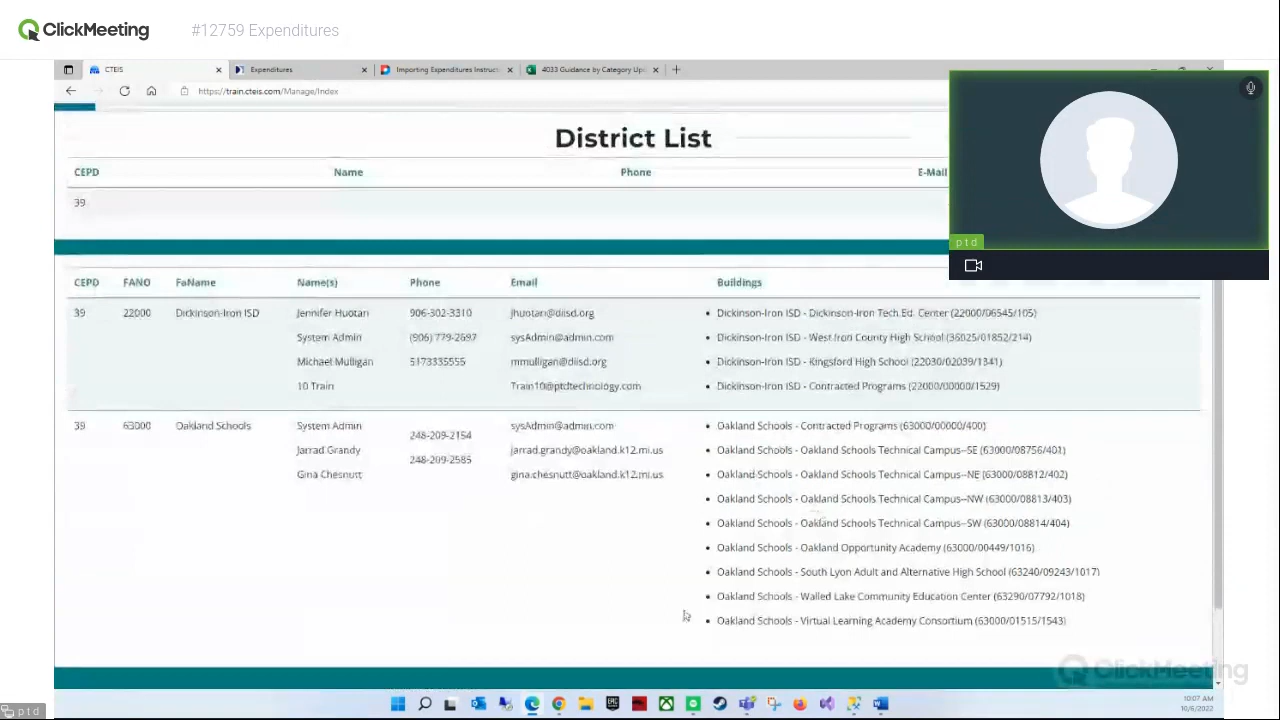 ClickMeeting #12759 Expenditures
CTEIS Expenditures Importing Expenditures Instruc 4033 Guidance by Category Up
https://train.cteis.com/Manage/Index
District List
CEPD Name Phone E-Mail
39
ptd
CEPD FANO FaName Name(s) Phone Email Buildings
39 22000 Dickinson-Iron ISD Jennifer Huotari 906-302-3310 jhuotari@diisd.org • Dickinson-Iron ISD - Dickinson-Iron Tech.Ed. Center (22000/06545/105)
System Admin (906) 779-2697 sysAdmin@admin.com • Dickinson-Iron ISD - West Iron County High School (36025/01852/214)
Michael Mulligan 5173335555 mmulligan@diisd.org • Dickinson-Iron ISD - Kingsford High School (22030/02039/1341)
10 Train Train10@ptdtechnology.com • Dickinson-Iron ISD - Contracted Programs (22000/00000/1529)
39 63000 Oakland Schools System Admin sysAdmin@admin.com • Oakland Schools - Contracted Programs (63000/00000/400)
248-209-2154
Jarrad Grandy jarrad.grandy@oakland.k12.mi.us • Oakland Schools - Oakland Schools Technical Campus--SE (63000/08756/401)
248-209-2585
Gina Chesnutt gina.chesnutt@oakland.k12.mi.us • Oakland Schools - Oakland Schools Technical Campus--NE (63000/08812/402)
• Oakland Schools - Oakland Schools Technical Campus--NW (63000/08813/403)
• Oakland Schools - Oakland Schools Technical Campus--SW (63000/08814/404)
• Oakland Schools - Oakland Opportunity Academy (63000/00449/1016)
• Oakland Schools - South Lyon Adult and Alternative High School (63240/09243/1017)
• Oakland Schools - Walled Lake Community Education Center (63290/07792/1018)
• Oakland Schools - Virtual Learning Academy Consortium (63000/01515/1543)
ClickMeeting
10:07 AM
10/6/2022
ptd